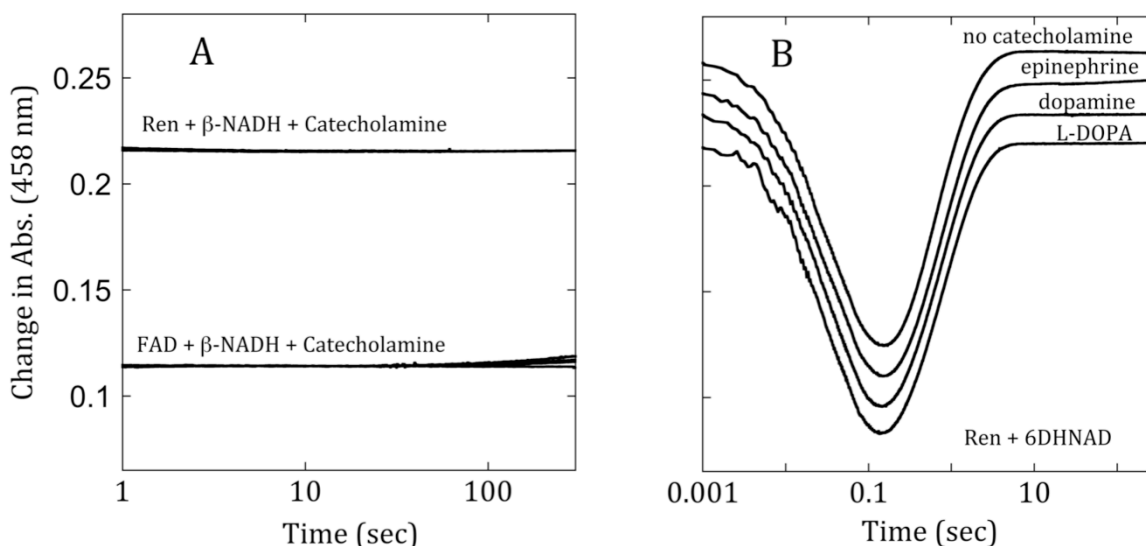 A
B
Change in Abs. (458 nm)
0.25
0.2
0.15
0.1
Ren + β-NADH + Catecholamine
FAD + β-NADH + Catecholamine
1
10
100
Time (sec)
no catecholamine
epinephrine
dopamine
L-DOPA
Ren + 6DHNAD
0.001
0.1
10
Time (sec)